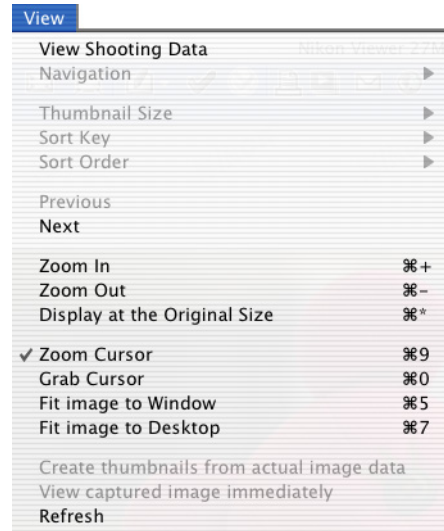 View
View Shooting Data
Navigation ▶
Thumbnail Size ▶
Sort Key ▶
Sort Order ▶
Previous
Next
Zoom In ⌘+
Zoom Out ⌘-
Display at the Original Size ⌘*
✓ Zoom Cursor ⌘9
Grab Cursor ⌘0
Fit image to Window ⌘5
Fit image to Desktop ⌘7
Create thumbnails from actual image data
View captured image immediately
Refresh